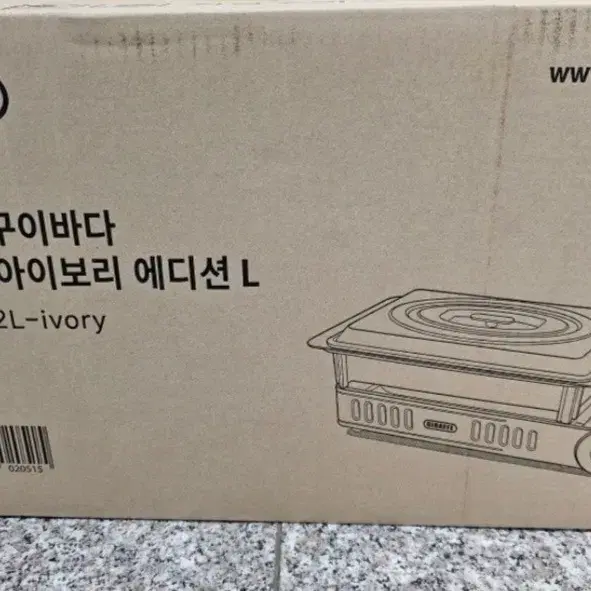 ww
구이바다
아이보리 에디션 L
2L-ivory
020515